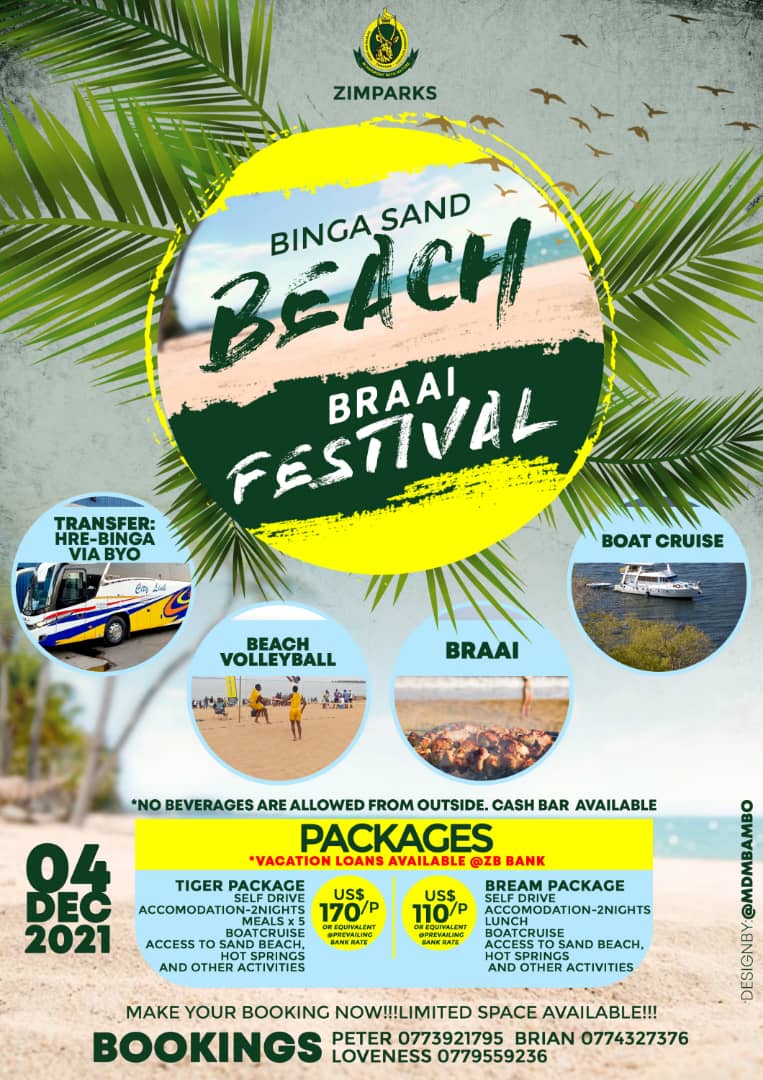 ZIMPARKS
BINGA SAND
BEACH
BRAAI
FESTIVAL
TRANSFER:
HRE-BINGA
VIA BYO
City Link
BOAT CRUISE
BEACH
VOLLEYBALL
BRAAI
*NO BEVERAGES ARE ALLOWED FROM OUTSIDE. CASH BAR AVAILABLE
04
DEC
2021
PACKAGES
*VACATION LOANS AVAILABLE @ZB BANK
TIGER PACKAGE
SELF DRIVE
ACCOMODATION-2NIGHTS
MEALS x 5
BOATCRUISE
ACCESS TO SAND BEACH,
HOT SPRINGS
AND OTHER ACTIVITIES
US$
170/P
OR EQUIVALENT
@PREVAILING
BANK RATE
US$
110/P
OR EQUIVALENT
@PREVAILING
BANK RATE
BREAM PACKAGE
SELF DRIVE
ACCOMODATION-2NIGHTS
LUNCH
BOATCRUISE
ACCESS TO SAND BEACH,
HOT SPRINGS
AND OTHER ACTIVITIES
DESIGN BY:@MDMBAMBO
MAKE YOUR BOOKING NOW!!!LIMITED SPACE AVAILABLE!!!
BOOKINGS PETER 0773921795 BRIAN 0774327376
LOVENESS 0779559236